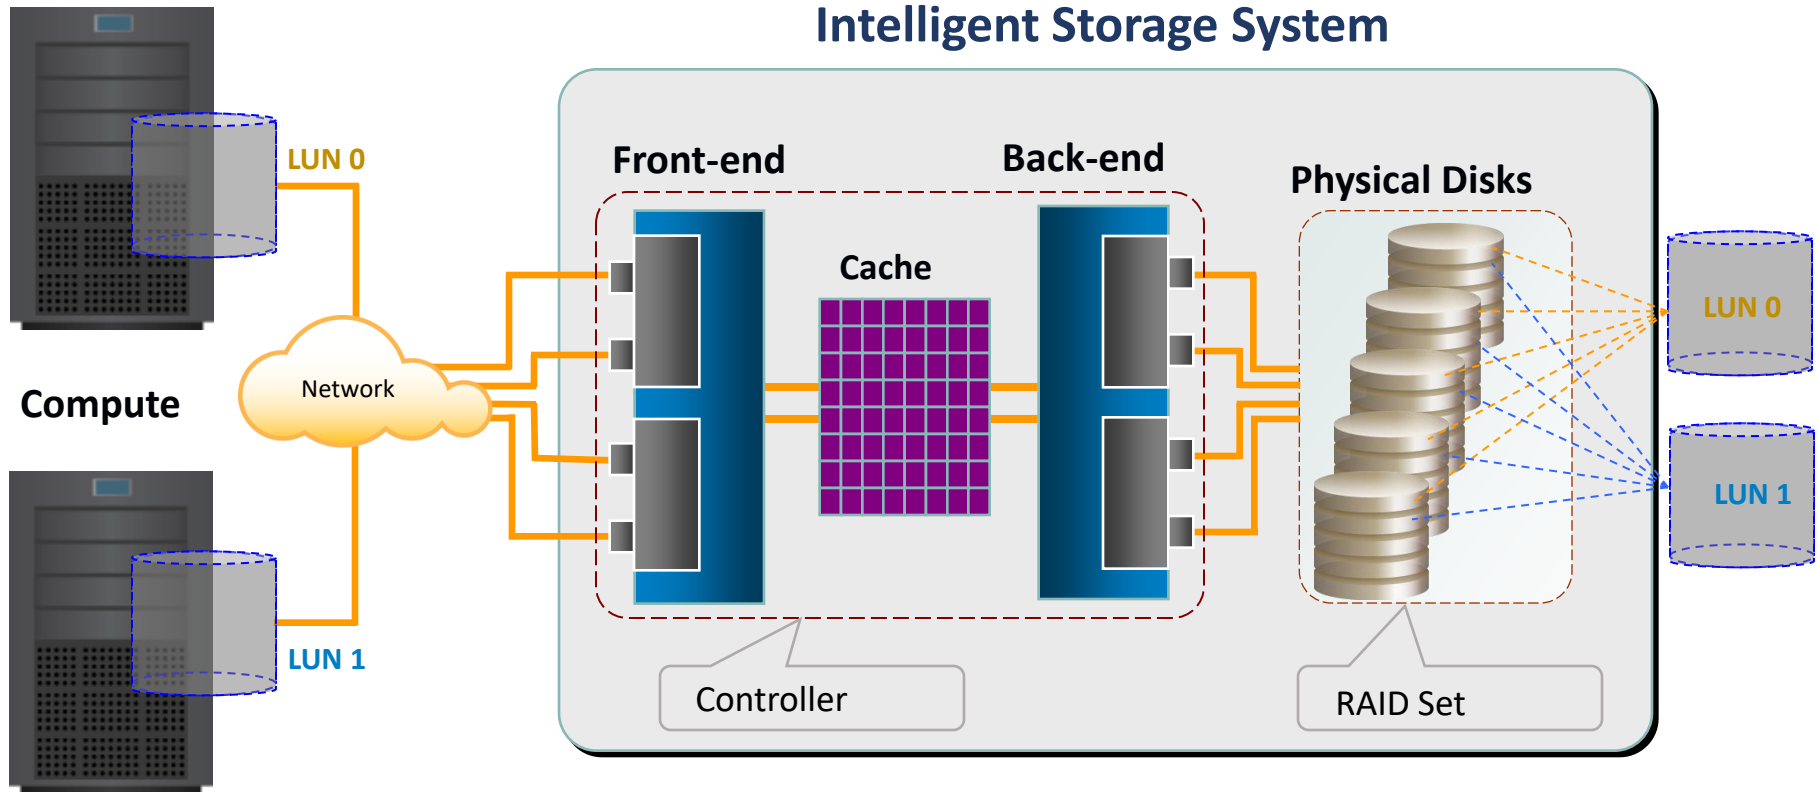 Intelligent Storage System
LUN 0
Front-end
Back-end
Physical Disks
Cache
LUN 0
Network
Compute
LUN 1
LUN 1
Controller
RAID Set